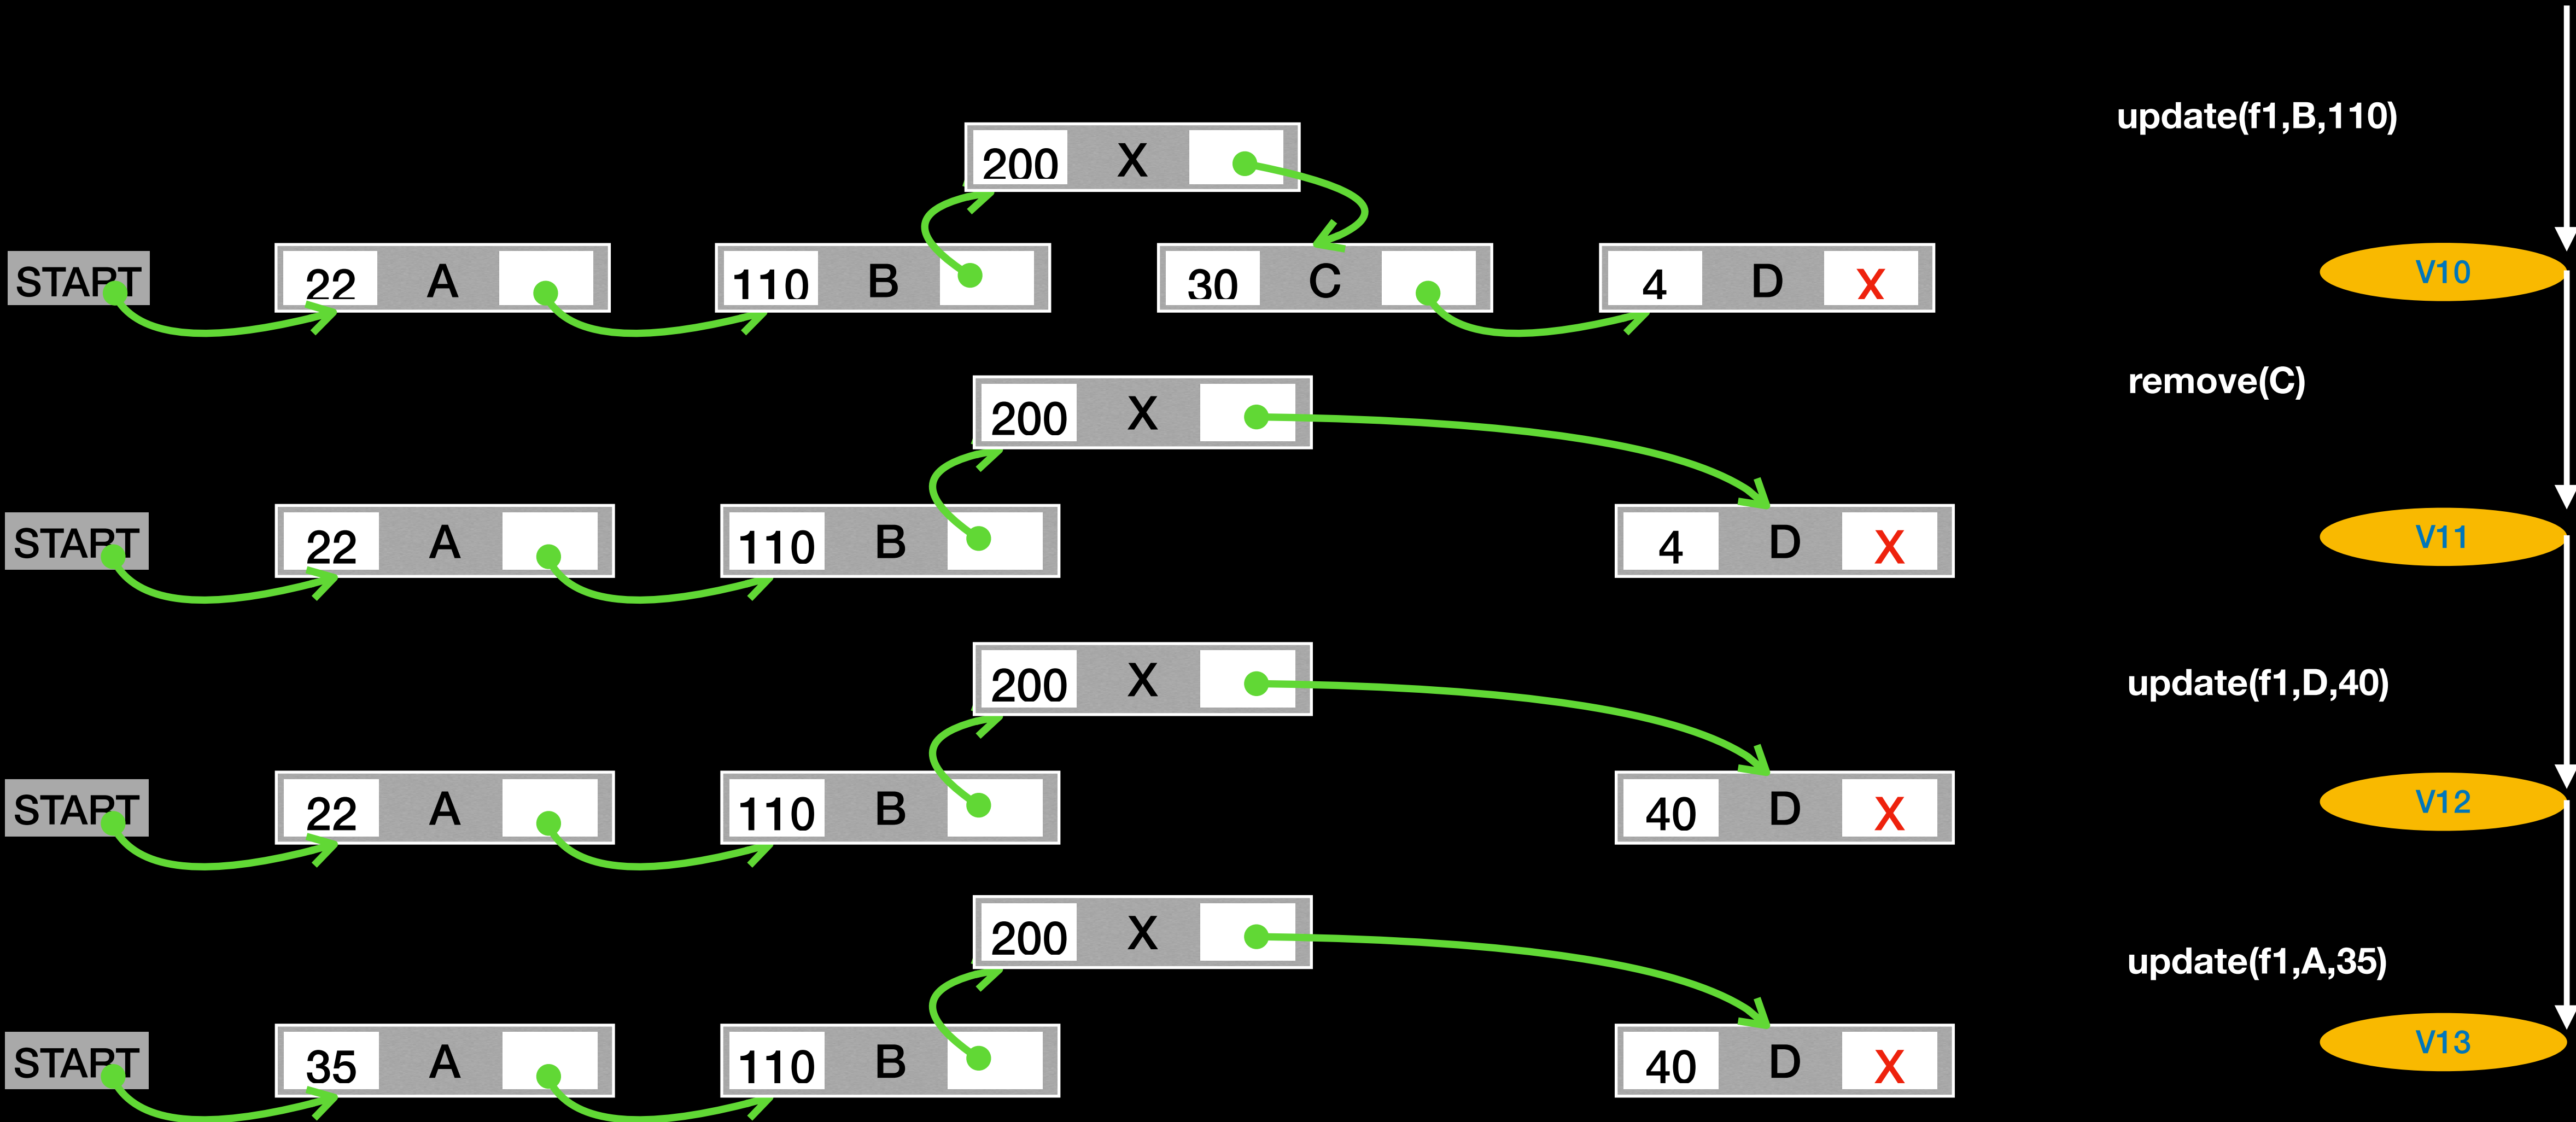 update(f1,B,110)
200 X
START 22 A 110 B 30 C 4 D X V10
remove(C)
200 X
START 22 A 110 B 4 D X V11
update(f1,D,40)
200 X
START 22 A 110 B 40 D X V12
update(f1,A,35)
200 X
START 35 A 110 B 40 D X V13